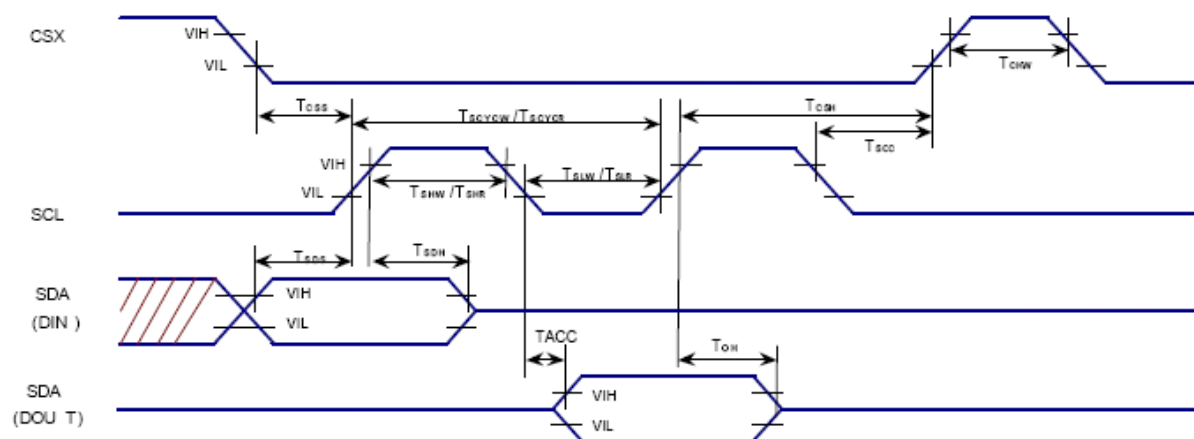 CSX
VIH
VIL
TCHW
TCSS
TSCYCW /TSCYCR
TCSH
TSCC
VIH
VIL
TSHW /TSHR
TSLW /TSLR
SCL
TSDS
TSDH
SDA
(DIN )
VIH
VIL
TACC
TOH
SDA
(DOU T)
VIH
VIL